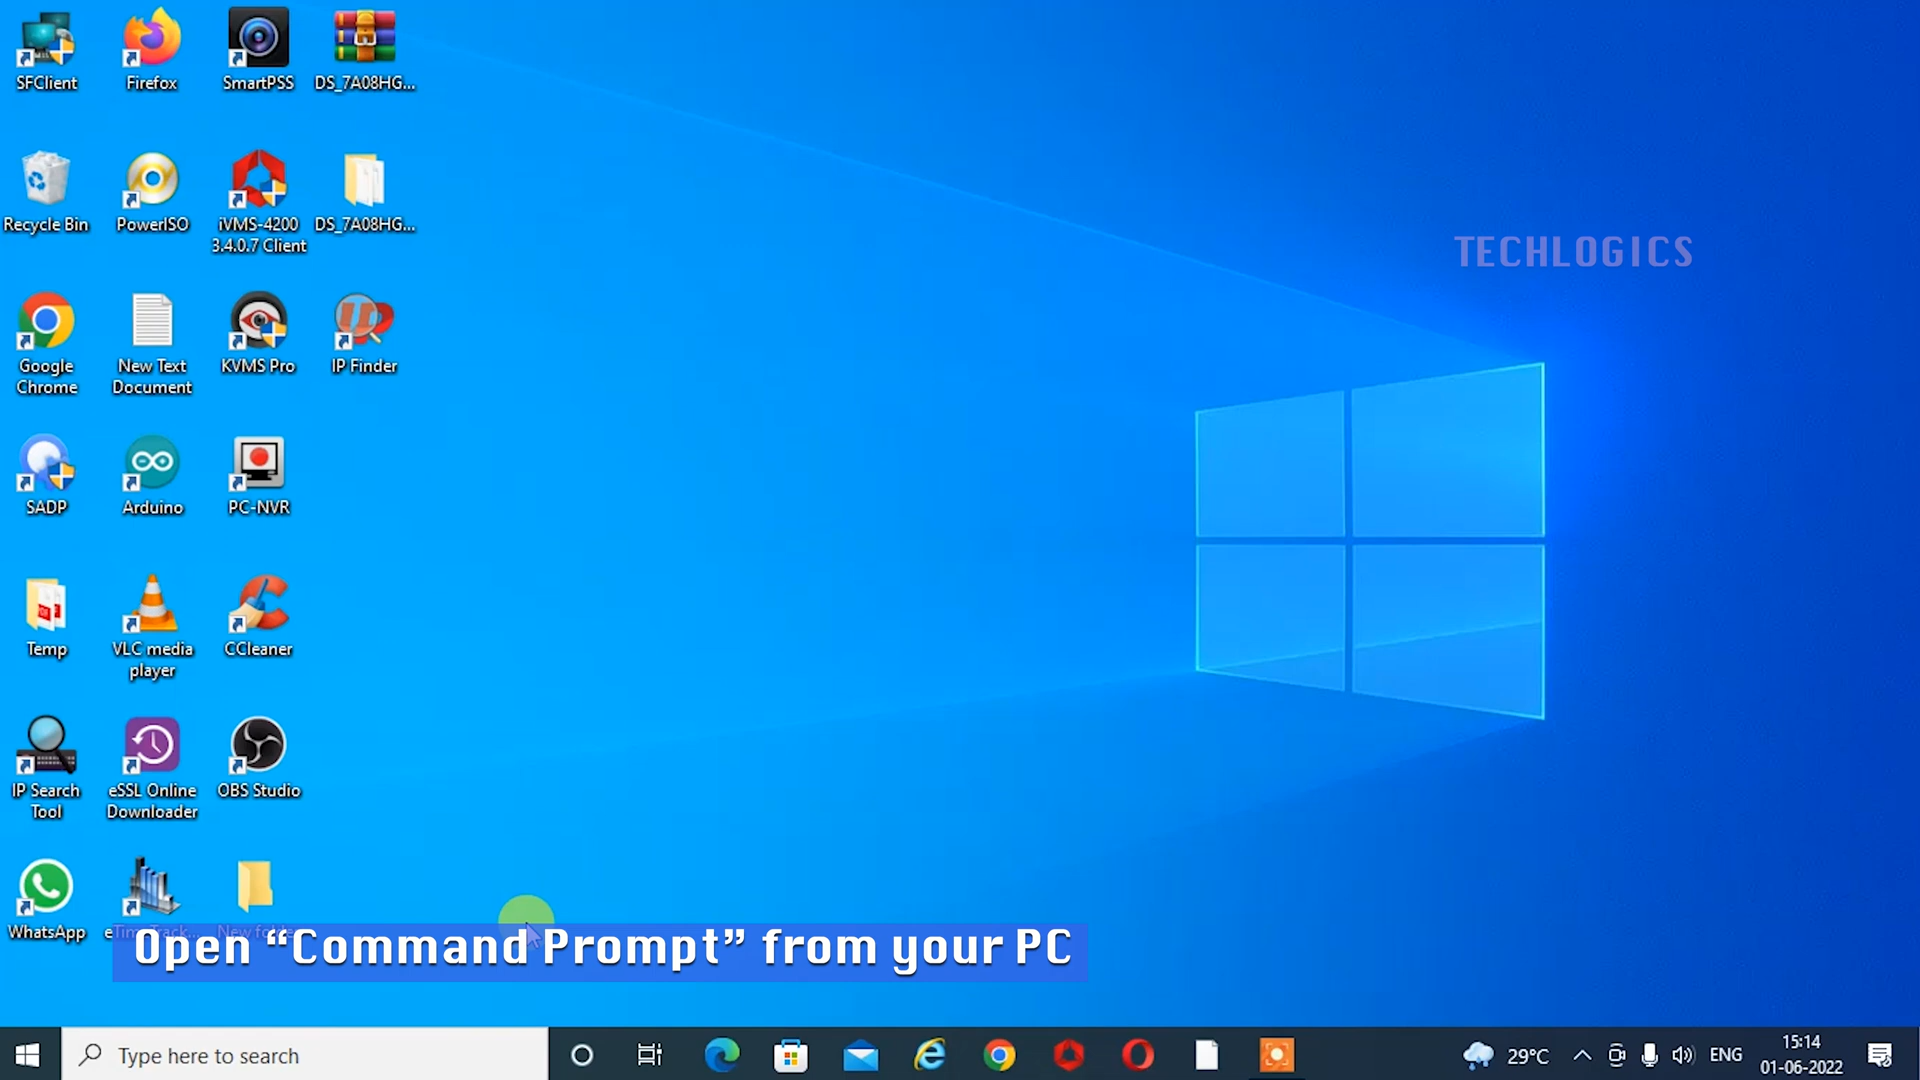 SFClient
Firefox
SmartPSS
DS_7A08HG...
Recycle Bin
PowerISO
iVMS-4200
3.4.0.7 Client
DS_7A08HG...
TECHLOGICS
Google
Chrome
New Text
Document
KVMS Pro
IP Finder
SADP
Arduino
PC-NVR
Temp
VLC media
player
CCleaner
IP Search
Tool
eSSL Online
Downloader
OBS Studio
WhatsApp
eTimeTrack...
New folder
Open “Command Prompt” from your PC
Type here to search
29°C
ENG
15:14
01-06-2022